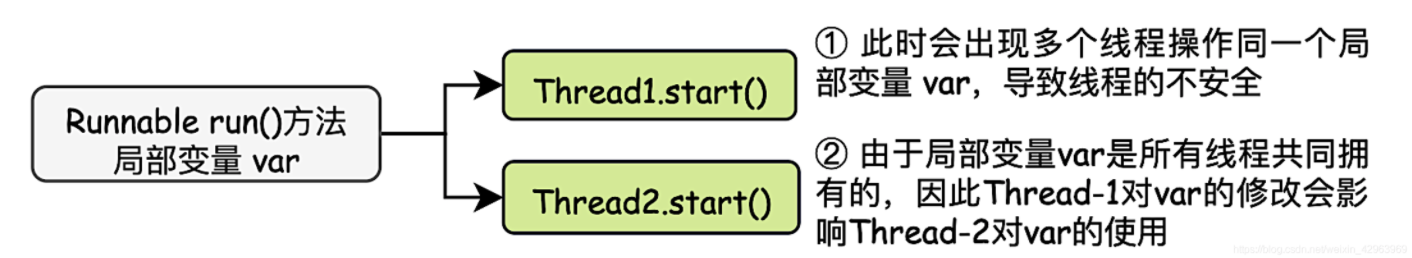 Runnable run()方法
局部变量 var
Thread1.start()
Thread2.start()
① 此时会出现多个线程操作同一个局
部变量 var，导致线程的不安全
② 由于局部变量var是所有线程共同拥
有的，因此Thread-1对var的修改会影
响Thread-2对var的使用
https://blog.csdn.net/weixin_42963969